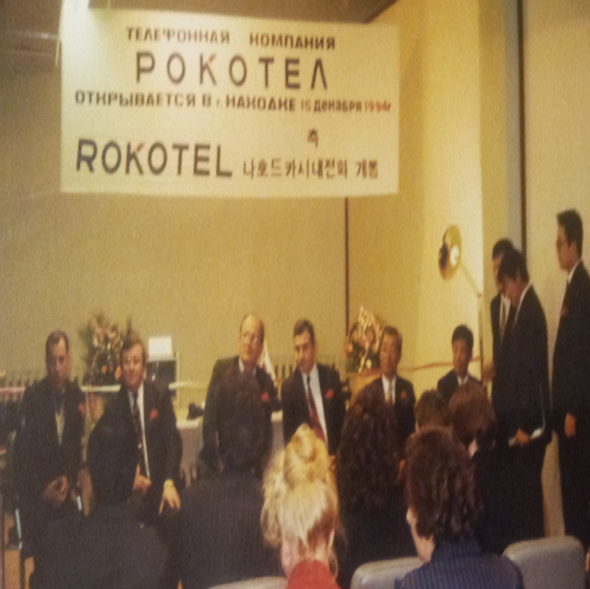 ТЕЛЕФОННАЯ КОМПАНИЯ
РОКОТЕЛ
ОТКРЫВАЕТСЯ В г. НАХОДКЕ 15 ДЕКАБРЯ 1994г.
축
ROKOTEL 나호드카시내전화 개통